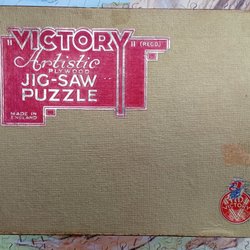 "VICTORY" (REGD.)
Artistic
PLYWOOD
JIG-SAW
PUZZLE
MADE IN
ENGLAND